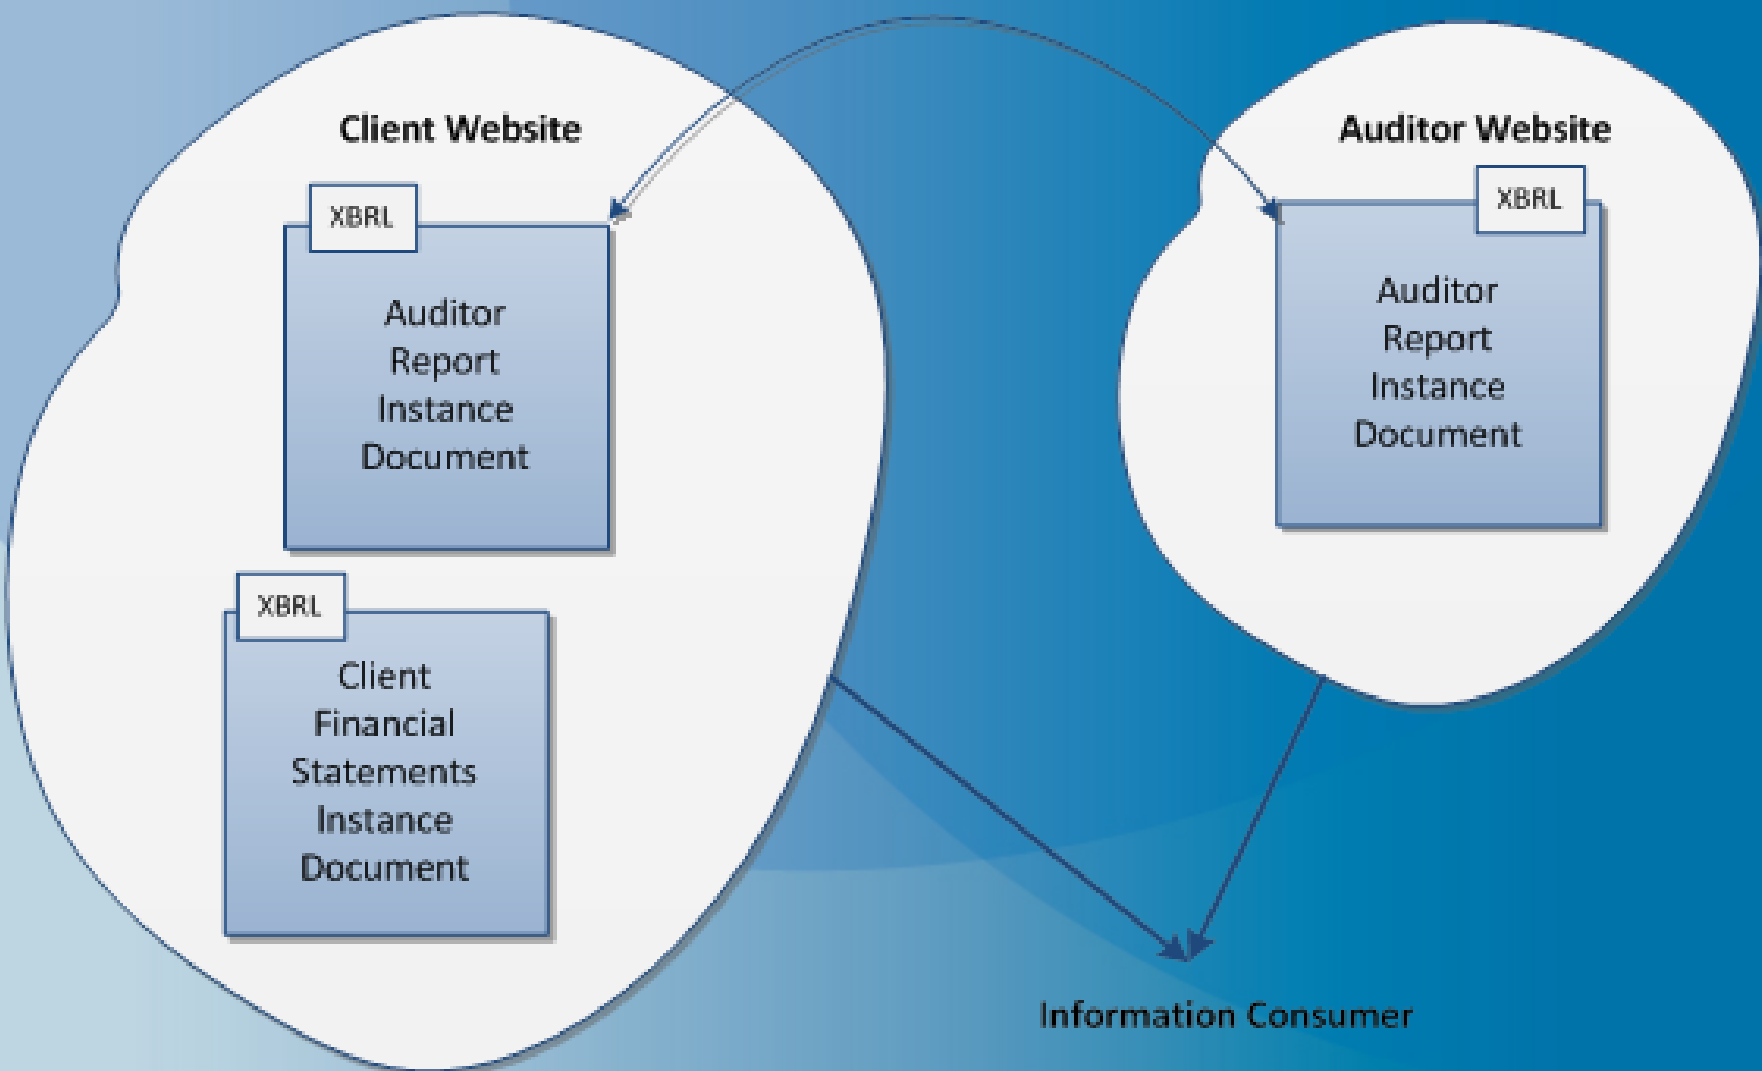 Client Website
XBRL
Auditor
Report
Instance
Document
XBRL
Client
Financial
Statements
Instance
Document
Auditor Website
XBRL
Auditor
Report
Instance
Document
Information Consumer